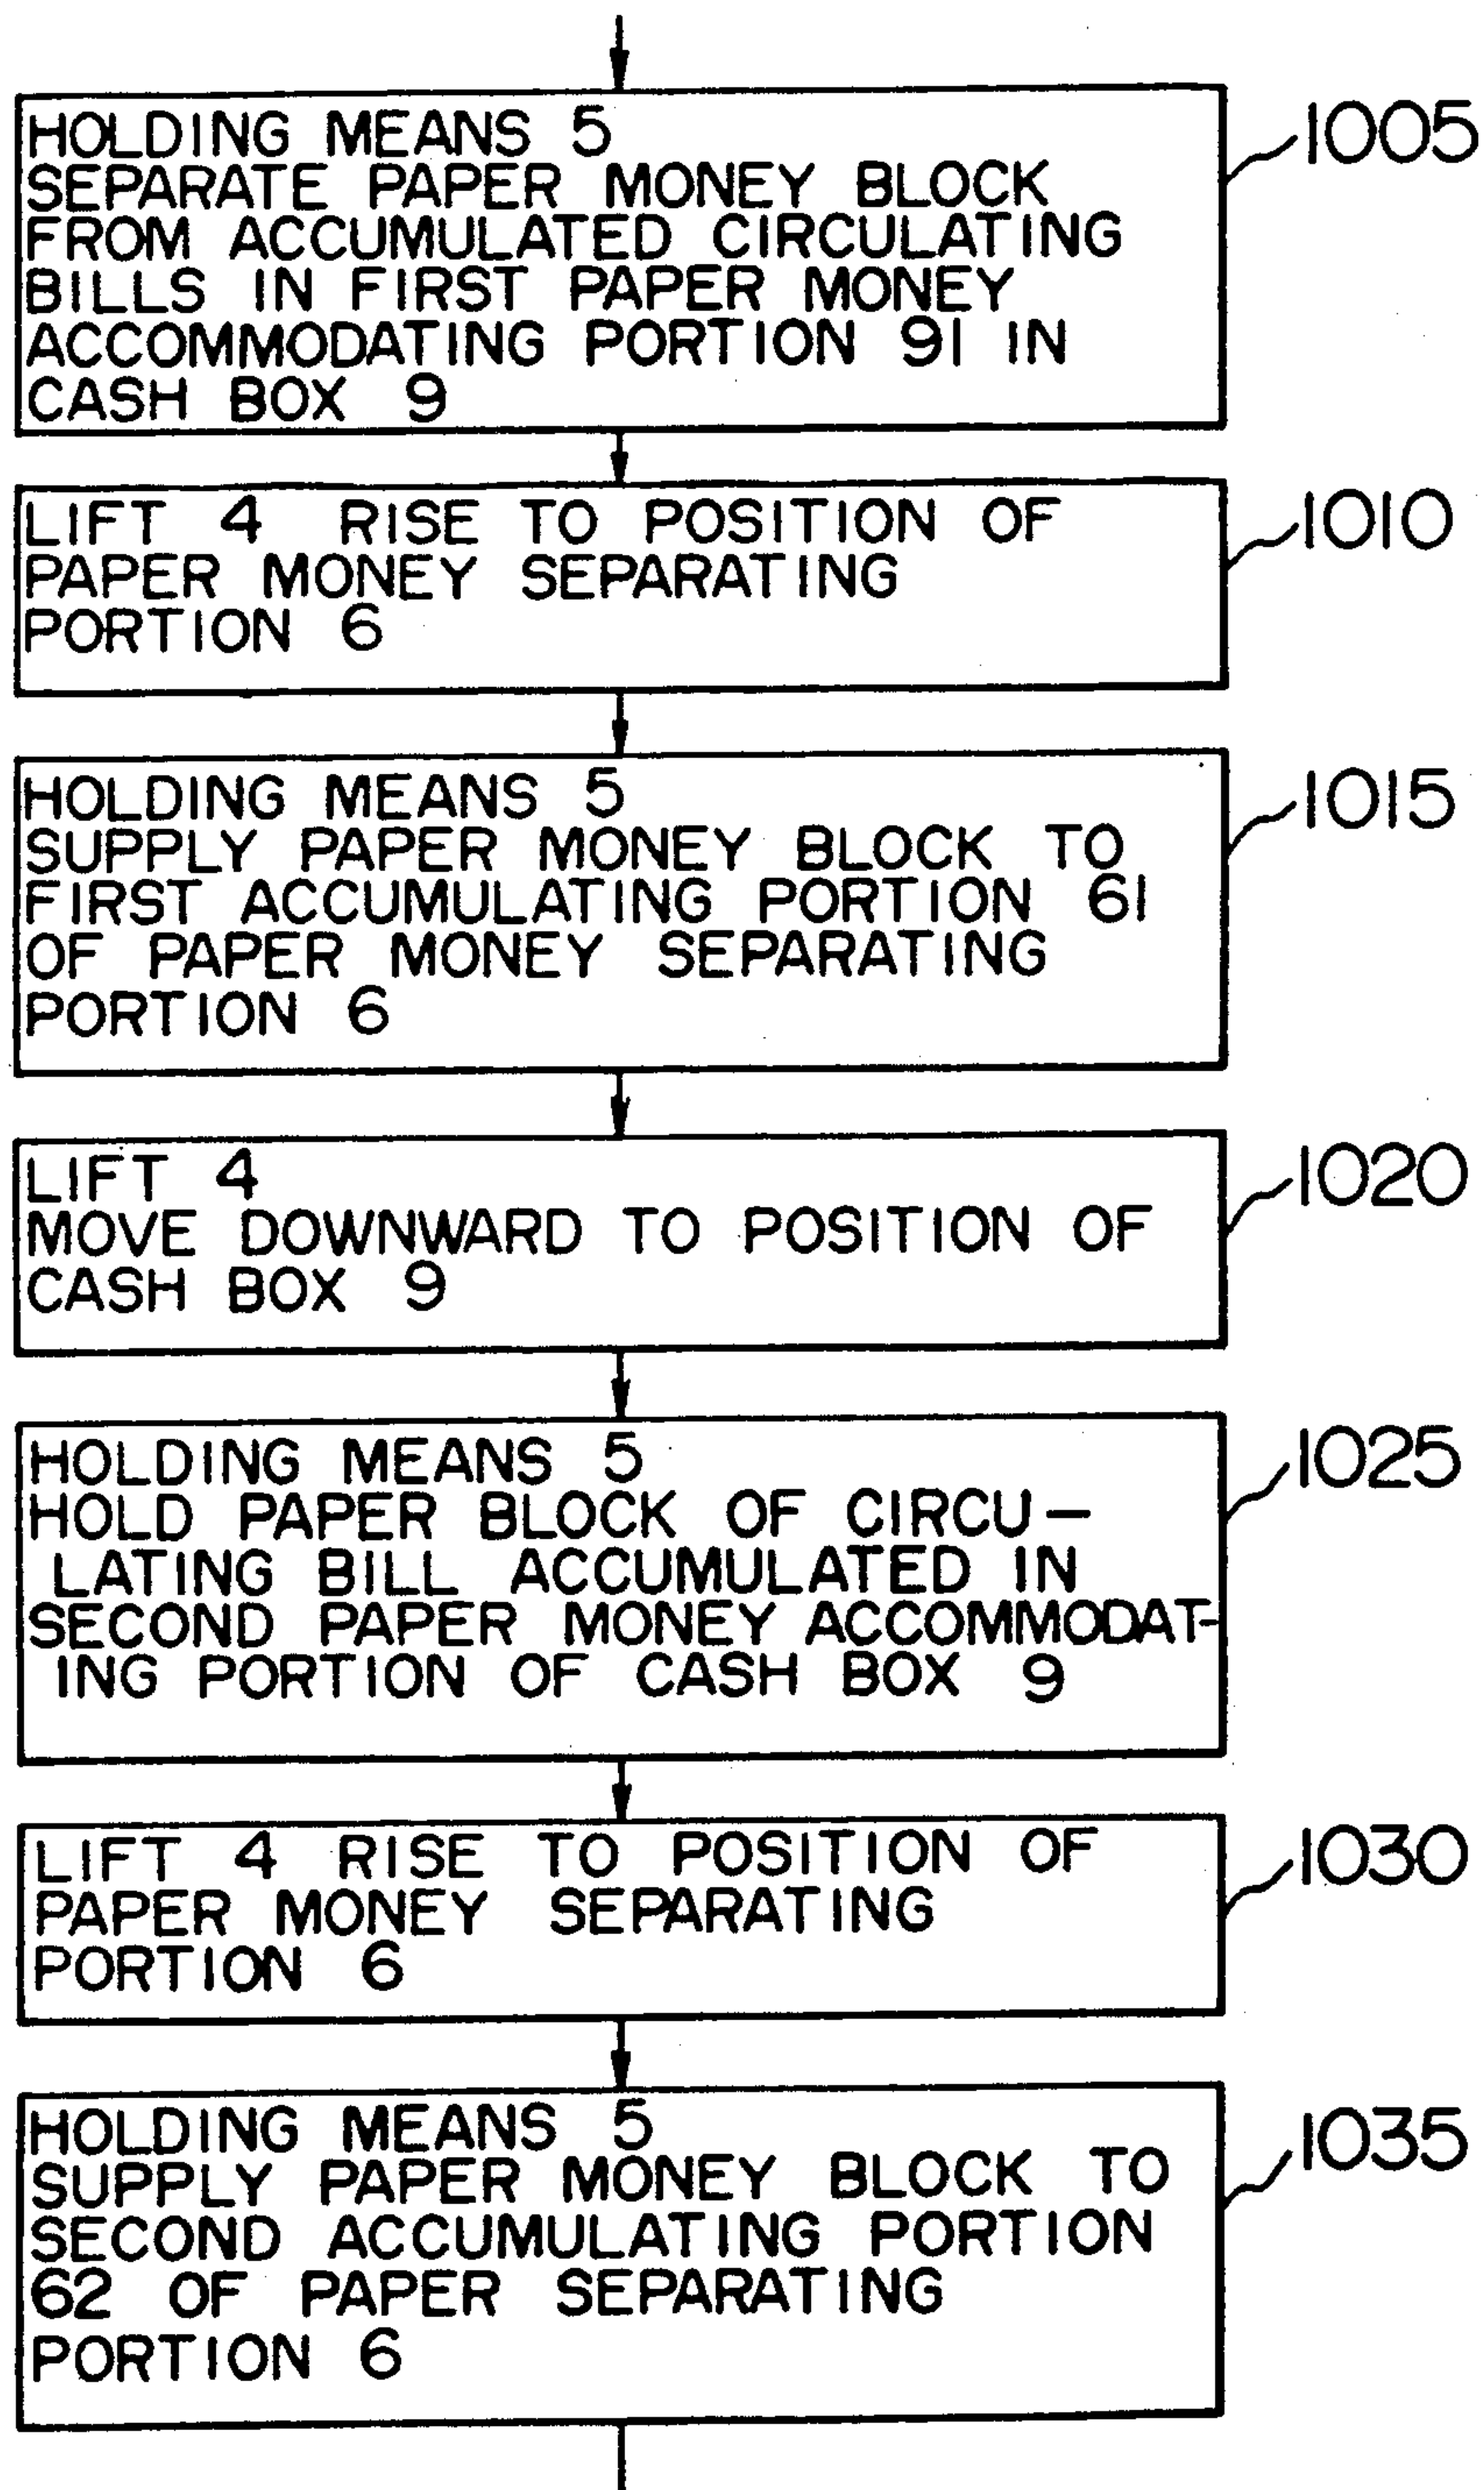 HOLDING MEANS 5
SEPARATE PAPER MONEY BLOCK
FROM ACCUMULATED CIRCULATING
BILLS IN FIRST PAPER MONEY
ACCOMMODATING PORTION 91 IN
CASH BOX 9
1005
LIFT 4 RISE TO POSITION OF
PAPER MONEY SEPARATING
PORTION 6
1010
HOLDING MEANS 5
SUPPLY PAPER MONEY BLOCK TO
FIRST ACCUMULATING PORTION 61
OF PAPER MONEY SEPARATING
PORTION 6
1015
LIFT 4
MOVE DOWNWARD TO POSITION OF
CASH BOX 9
1020
HOLDING MEANS 5
HOLD PAPER BLOCK OF CIRCU-
LATING BILL ACCUMULATED IN
SECOND PAPER MONEY ACCOMMODAT-
ING PORTION OF CASH BOX 9
1025
LIFT 4 RISE TO POSITION OF
PAPER MONEY SEPARATING
PORTION 6
1030
HOLDING MEANS 5
SUPPLY PAPER MONEY BLOCK TO
SECOND ACCUMULATING PORTION
62 OF PAPER SEPARATING
PORTION 6
1035